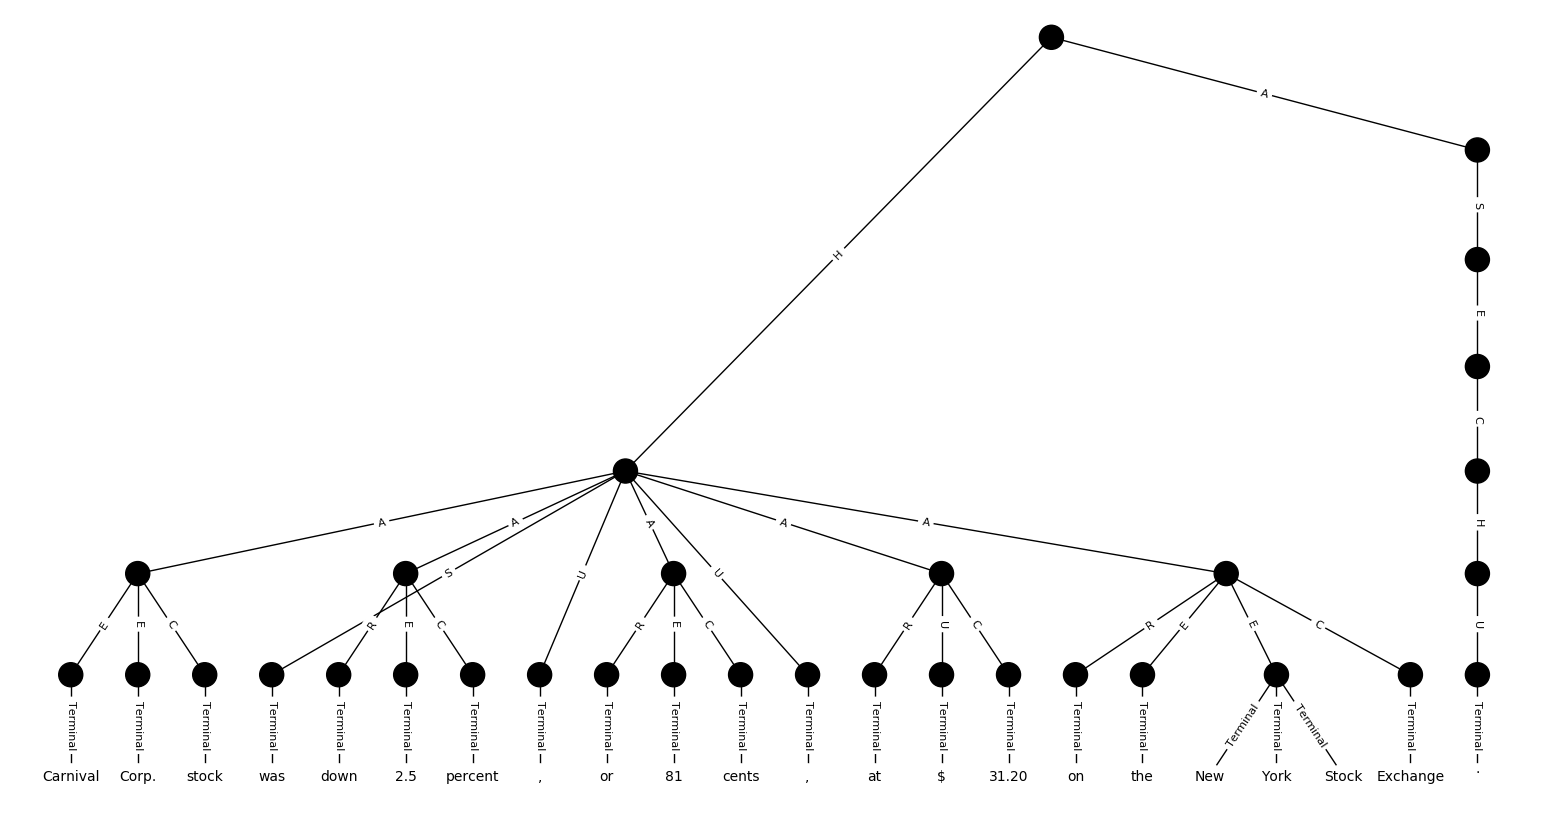 A
S
H
E
C
H
A A A A A
S U U
E E C R E C R E C R U C R E E C U
Terminal Terminal Terminal Terminal Terminal Terminal Terminal Terminal Terminal Terminal Terminal Terminal Terminal Terminal Terminal Terminal Terminal Terminal Terminal Terminal Terminal Terminal
Carnival Corp. stock was down 2.5 percent , or 81 cents , at $ 31.20 on the New York Stock Exchange .